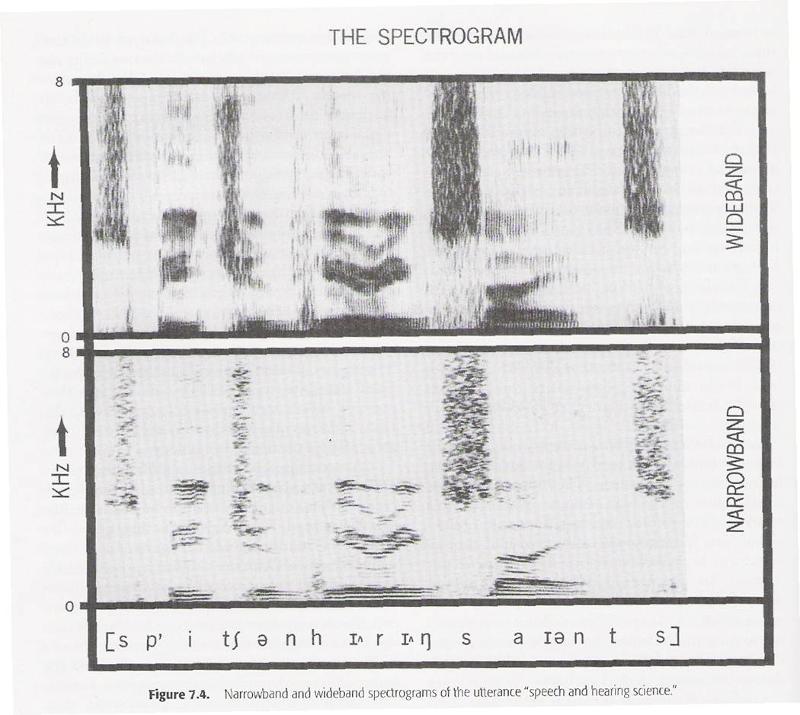 THE SPECTROGRAM
8
KHz
WIDEBAND
0
8
KHz
NARROWBAND
0
[s p' i tʃ ə n h ɪ^ r ɪ^ ŋ s a ɪə n t s]
Figure 7.4. Narrowband and wideband spectrograms of the utterance "speech and hearing science."